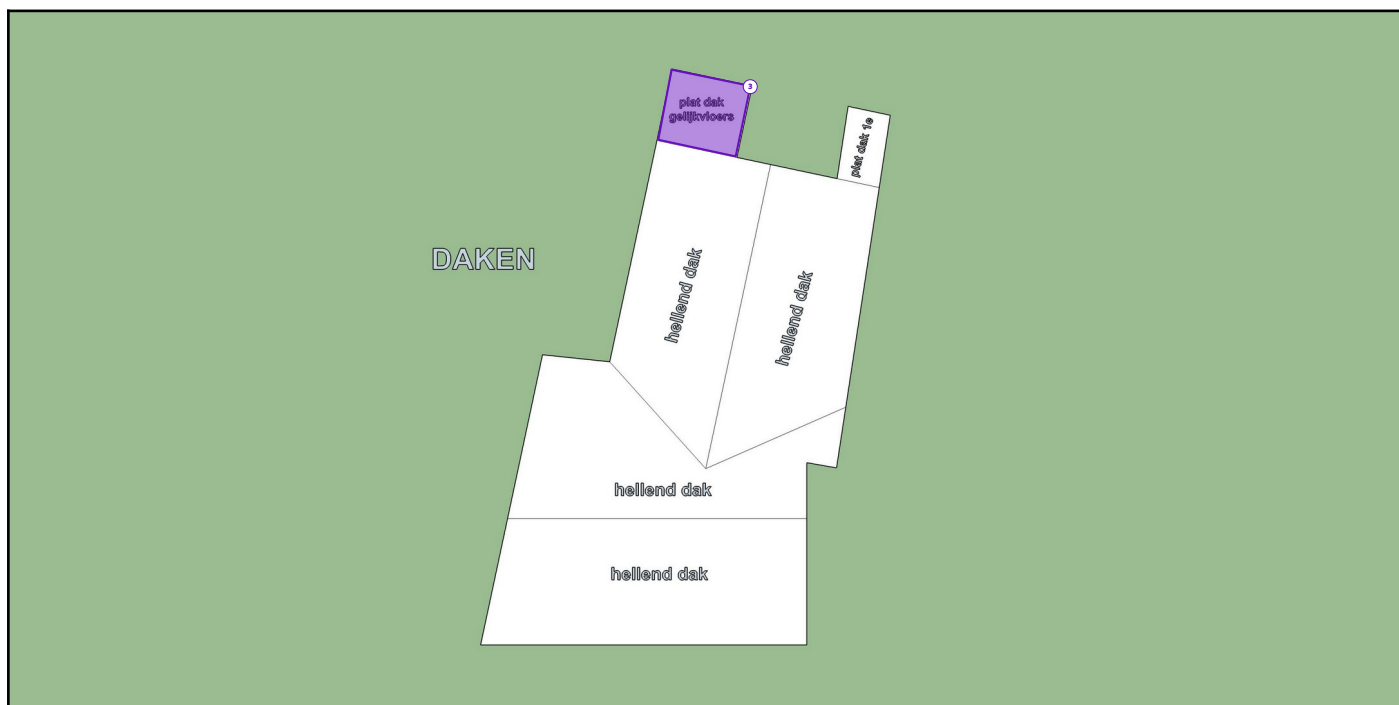 3
plat dak
gelijkvloers
plat dak 1e
DAKEN
hellend dak
hellend dak
hellend dak
hellend dak